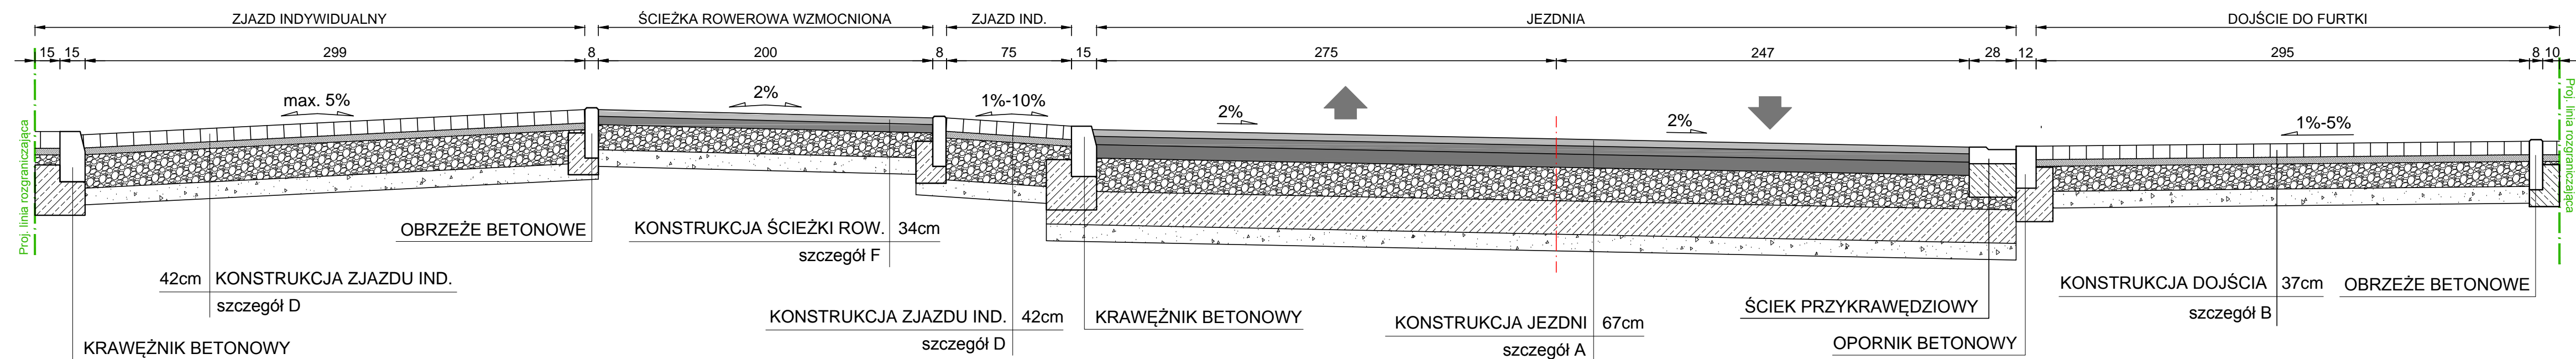 ZJAZD INDYWIDUALNY
ŚCIEŻKA ROWEROWA WZMOCNIONA
ZJAZD IND.
JEZDNIA
DOJŚCIE DO FURTKI
15 15 299 8 200 8 75 15 275 247 28 12 295 8 10
max. 5%
2%
1%-10%
2%
2%
1%-5%
Proj. linia rozgraniczająca
Proj. linia rozgraniczająca
OBRZEŻE BETONOWE
KONSTRUKCJA ŚCIEŻKI ROW. 34cm
szczegół F
42cm KONSTRUKCJA ZJAZDU IND.
szczegół D
KONSTRUKCJA DOJŚCIA 37cm
szczegół B
OBRZEŻE BETONOWE
ŚCIEK PRZYKRAWĘDZIOWY
KONSTRUKCJA ZJAZDU IND. 42cm
szczegół D
KRAWĘŻNIK BETONOWY
KONSTRUKCJA JEZDNI 67cm
szczegół A
OPORNIK BETONOWY
KRAWĘŻNIK BETONOWY